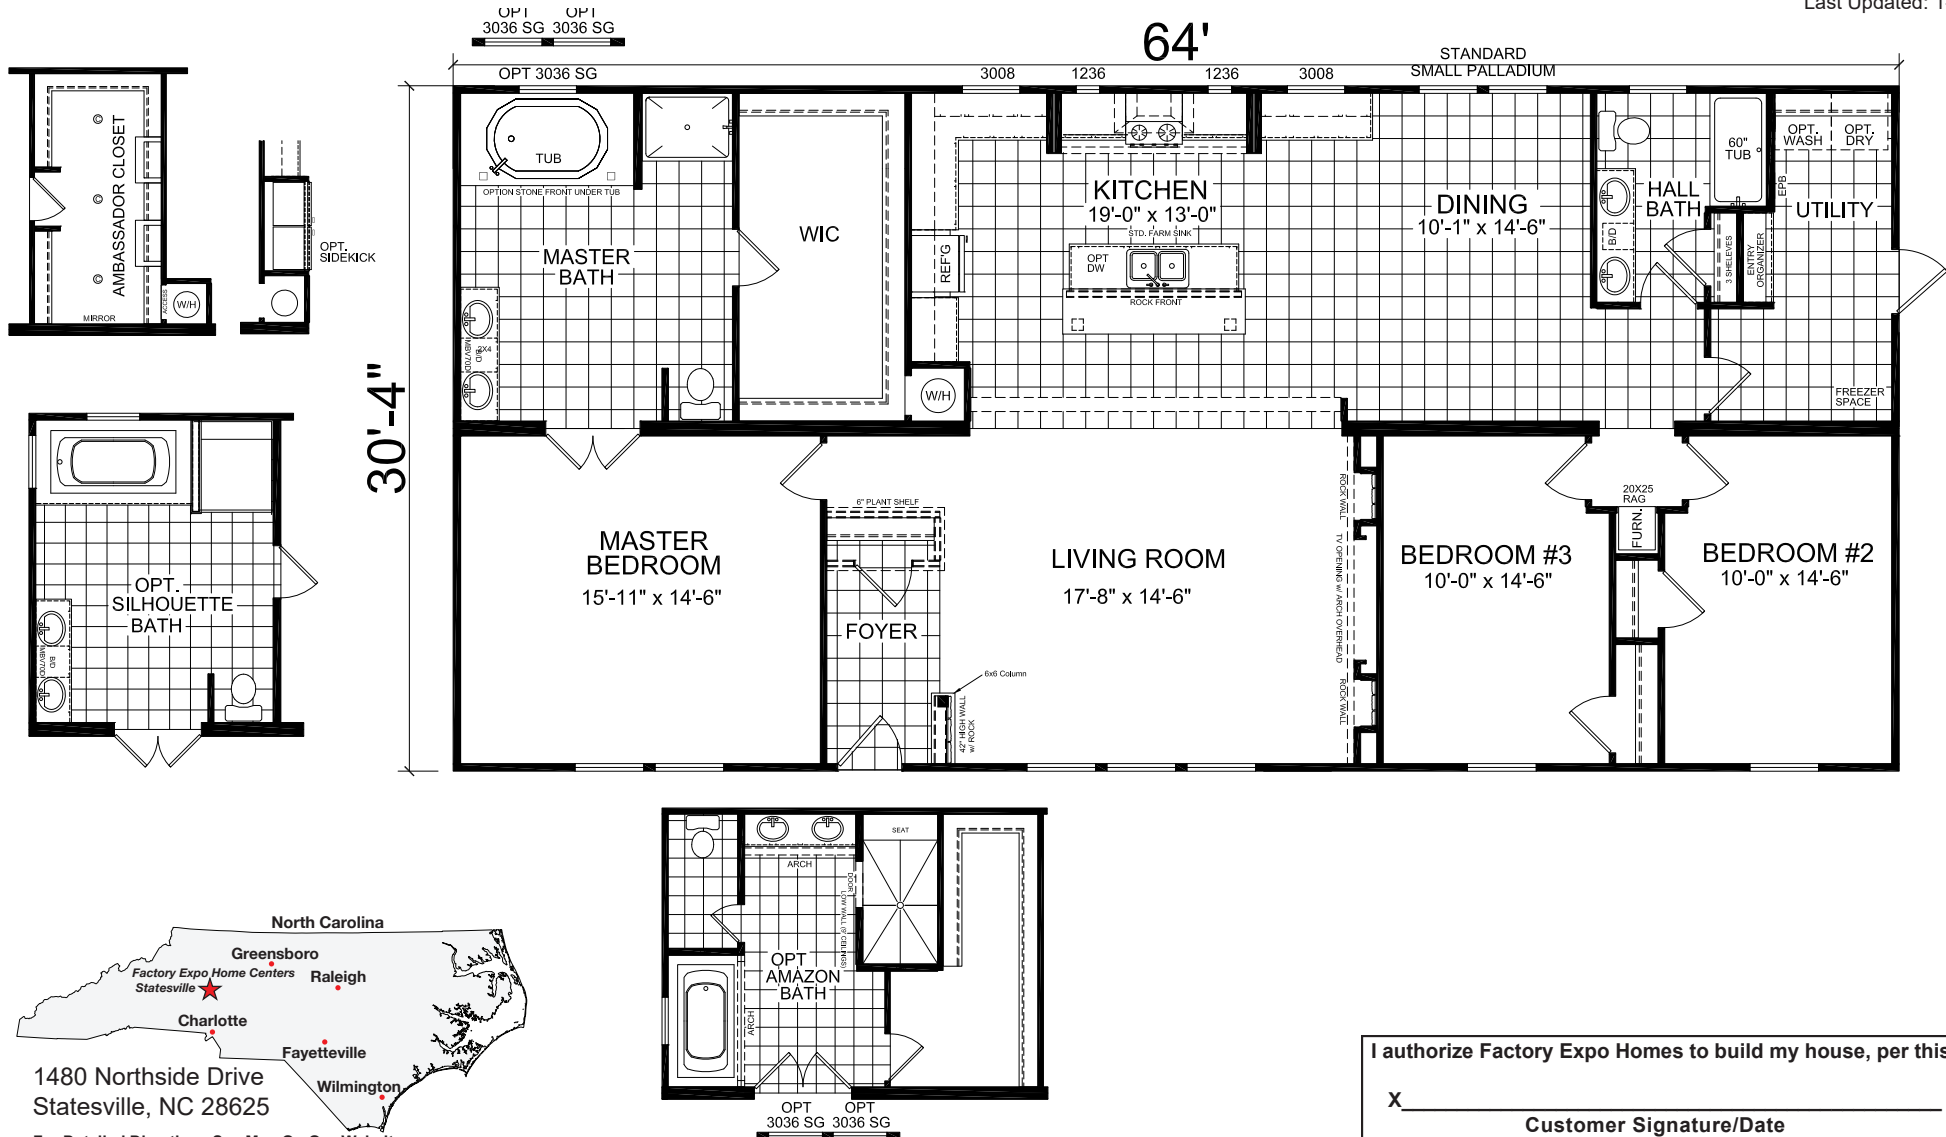 Last Updated:
OPT OPT
3036 SG 3036 SG
64'
OPT 3036 SG
3008
1236
1236
3008
STANDARD
SMALL PALLADIUM
30'-4"
AMBASSADOR CLOSET
MIRROR
ACCESS
W/H
OPT.
SIDEKICK
TUB
OPTION STONE FRONT UNDER TUB
MASTER
BATH
2X4
B/D
MBV70D
WIC
KITCHEN
19'-0" x 13'-0"
STD. FARM SINK
OPT
DW
ROCK FRONT
REF'G
W/H
DINING
10'-1" x 14'-6"
HALL
BATH
B/D
60"
TUB
3 SHELVES
ENTRY
ORGANIZER
EPB
OPT.
WASH
OPT.
DRY
UTILITY
FREEZER
SPACE
OPT.
SILHOUETTE
BATH
B/D
MBV70D
MASTER
BEDROOM
15'-11" x 14'-6"
6" PLANT SHELF
FOYER
6x6 Column
42" HIGH WALL
w/ ROCK
LIVING ROOM
17'-8" x 14'-6"
ROCK WALL
TV OPENING w/ ARCH OVERHEAD
ROCK WALL
BEDROOM #3
10'-0" x 14'-6"
20X25
RAG
FURN.
BEDROOM #2
10'-0" x 14'-6"
SEAT
ARCH
DOOR
LOW WALL (9' CEILINGS)
OPT
AMAZON
BATH
ARCH
OPT OPT
3036 SG 3036 SG
North Carolina
Greensboro
Factory Expo Home Centers
Statesville
Raleigh
Charlotte
Fayetteville
Wilmington
1480 Northside Drive
Statesville, NC 28625
I authorize Factory Expo Homes to build my house, per this
X
Customer Signature/Date